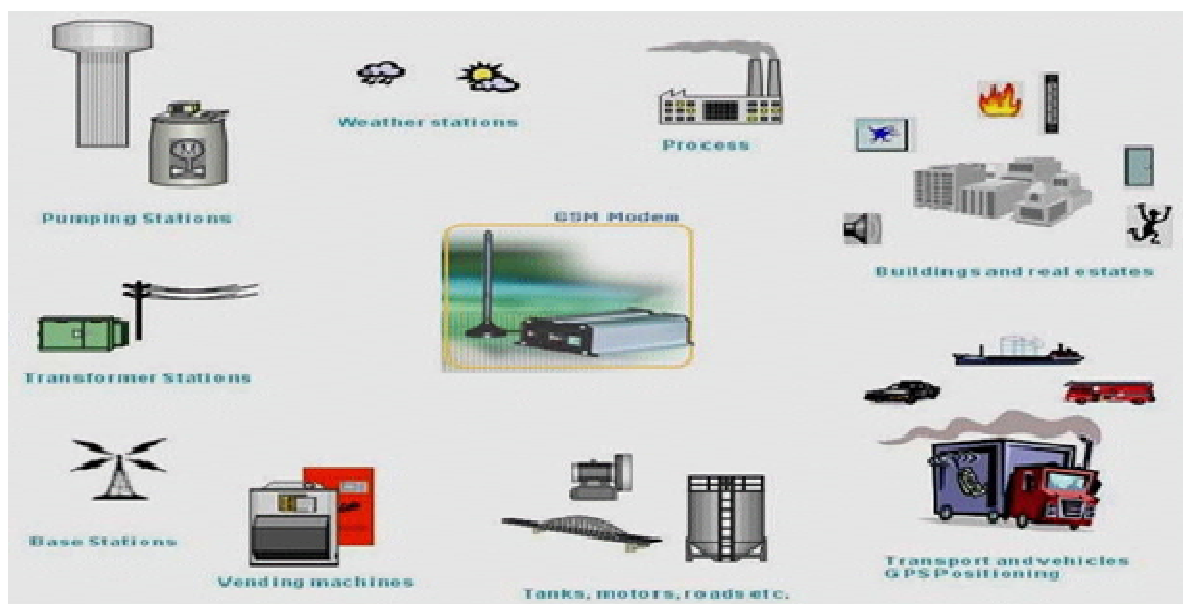 Weather stations
Process
Pumping Stations
GSM Modem
Buildings and real estates
Transformer Stations
Base Stations
Vending machines
Tanks, motors, roads etc.
Transport and vehicles
GPS Positioning